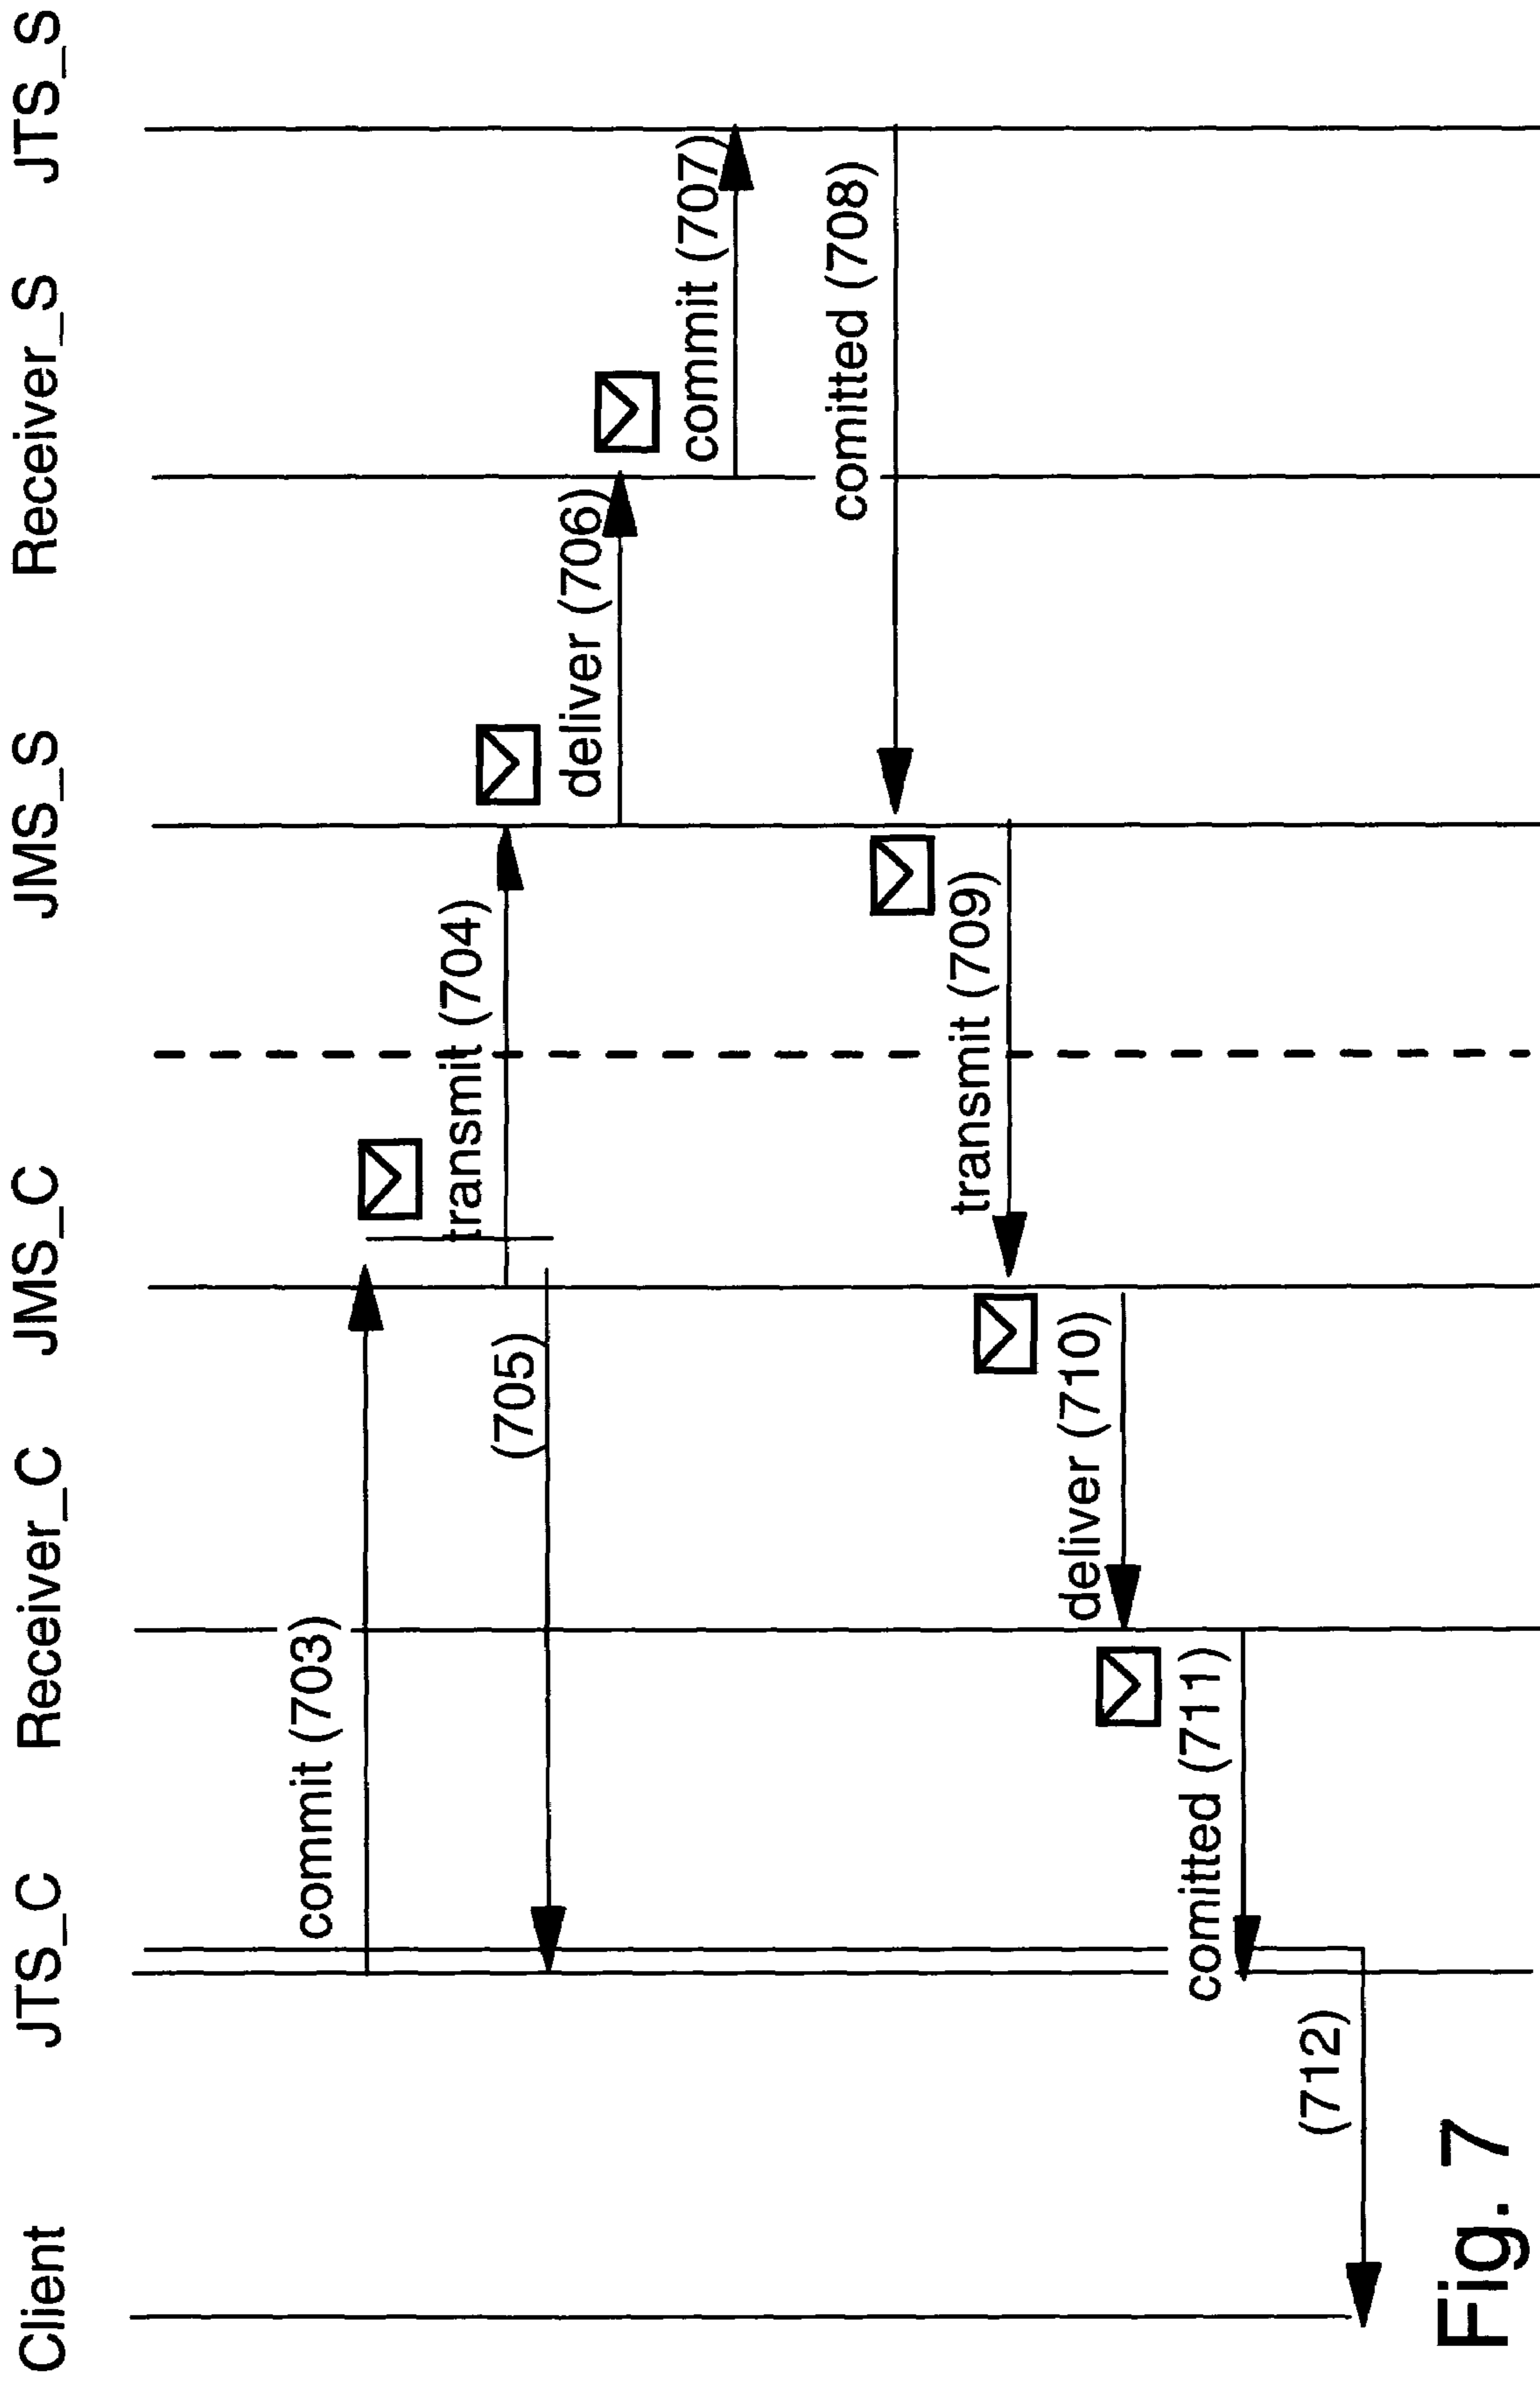 Client
JTS_C
Receiver_C
JMS_C
JMS_S
Receiver_S
JTS_S
commit (703)
transmit (704)
(705)
deliver (706)
commit (707)
comitted (708)
transmit (709)
deliver (710)
comitted (711)
(712)
Fig. 7